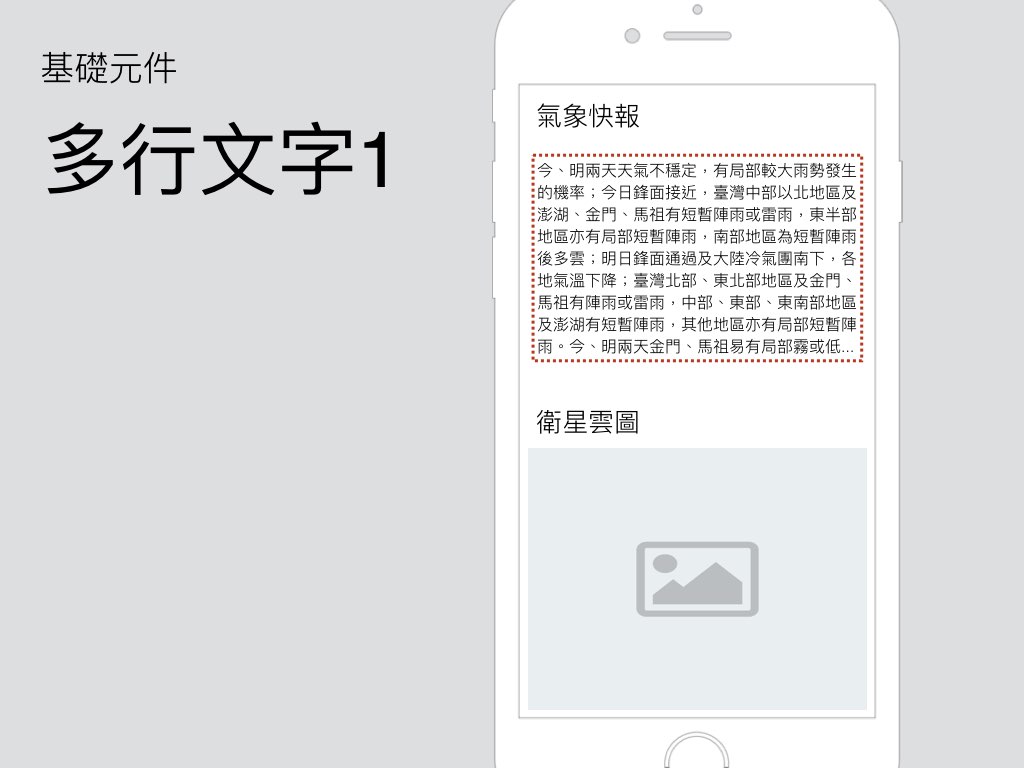 基礎元件
多行文字1
氣象快報
今、明兩天天氣不穩定，有局部較大雨勢發生
的機率；今日鋒面接近，臺灣中部以北地區及
澎湖、金門、馬祖有短暫陣雨或雷雨，東半部
地區亦有局部短暫陣雨，南部地區為短暫陣雨
後多雲；明日鋒面通過及大陸冷氣團南下，各
地氣溫下降；臺灣北部、東北部地區及金門、
馬祖有陣雨或雷雨，中部、東部、東南部地區
及澎湖有短暫陣雨，其他地區亦有局部短暫陣
雨。今、明兩天金門、馬祖易有局部霧或低...
衛星雲圖